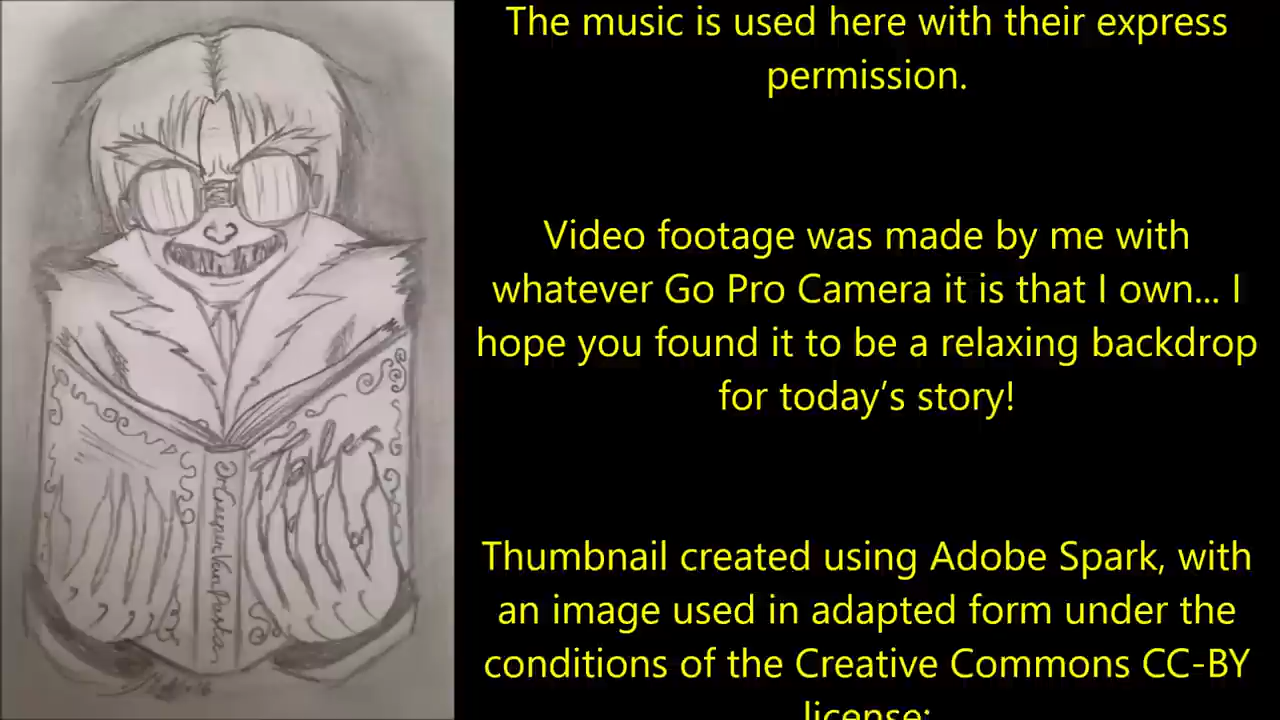 The music is used here with their express
permission.
Video footage was made by me with
whatever Go Pro Camera it is that I own... I
hope you found it to be a relaxing backdrop
for today’s story!
Thumbnail created using Adobe Spark, with
an image used in adapted form under the
conditions of the Creative Commons CC-BY
license:
Tales
DrCreepenVanPasta